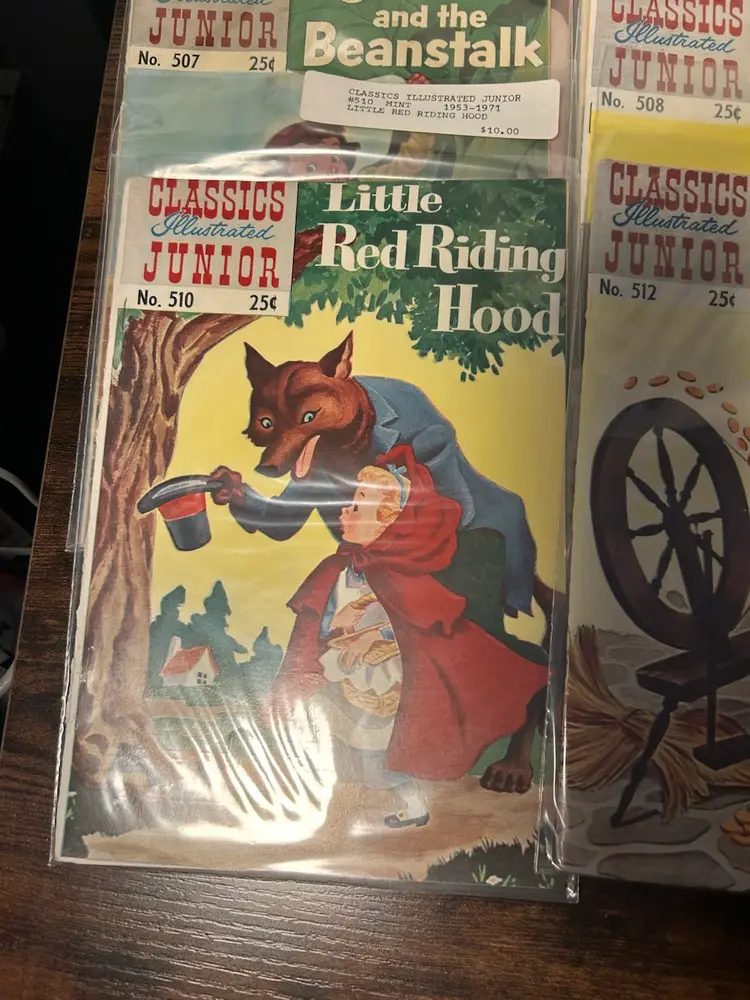 Illustrated
JUNIOR
No. 507 25¢
and the
Beanstalk
CLASSICS
Illustrated
JUNIOR
No. 508 25¢
CLASSICS ILLUSTRATED JUNIOR
#510 MINT 1953-1971
LITTLE RED RIDING HOOD
$10.00
CLASSICS
Illustrated
JUNIOR
No. 510 25¢
Little
Red Riding
Hood
CLASSICS
Illustrated
JUNIOR
No. 512 25¢